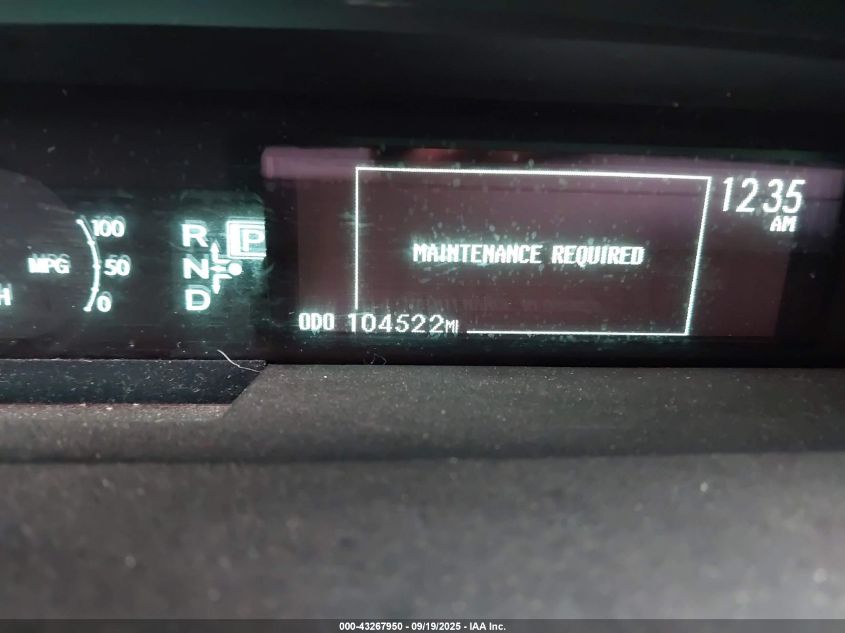 100
MPG 50
0
H
R P
N
D
12:35
AM
MAINTENANCE REQUIRED
ODO 104522MI
000-43267950 - 09/19/2025 - IAA Inc.